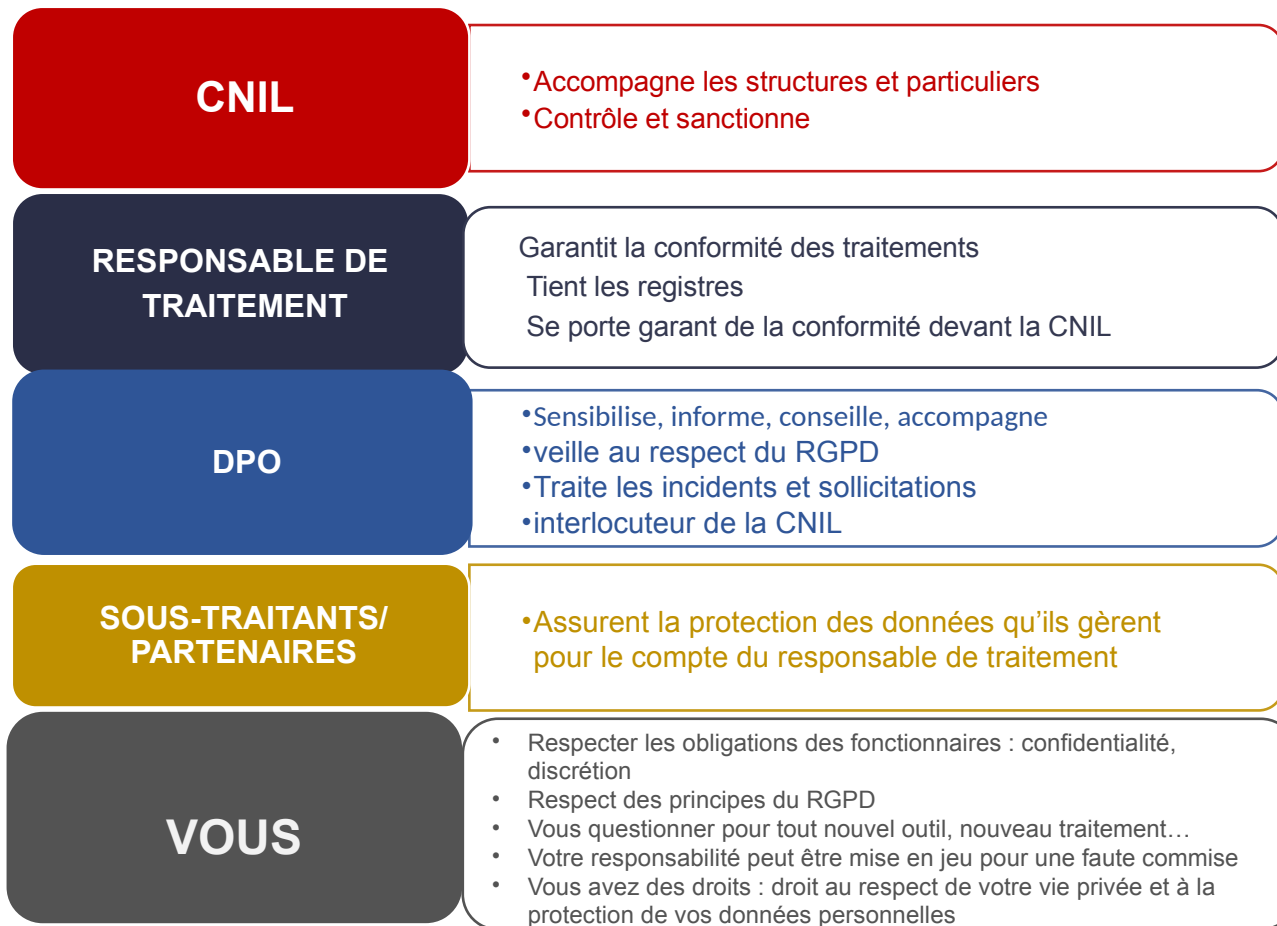 CNIL
•Accompagne les structures et particuliers
•Contrôle et sanctionne
RESPONSABLE DE
TRAITEMENT
Garantit la conformité des traitements
Tient les registres
Se porte garant de la conformité devant la CNIL
DPO
•Sensibilise, informe, conseille, accompagne
•veille au respect du RGPD
•Traite les incidents et sollicitations
•interlocuteur de la CNIL
SOUS-TRAITANTS/
PARTENAIRES
•Assurent la protection des données qu’ils gèrent
pour le compte du responsable de traitement
VOUS
• Respecter les obligations des fonctionnaires : confidentialité,
discrétion
• Respect des principes du RGPD
• Vous questionner pour tout nouvel outil, nouveau traitement…
• Votre responsabilité peut être mise en jeu pour une faute commise
• Vous avez des droits : droit au respect de votre vie privée et à la
protection de vos données personnelles